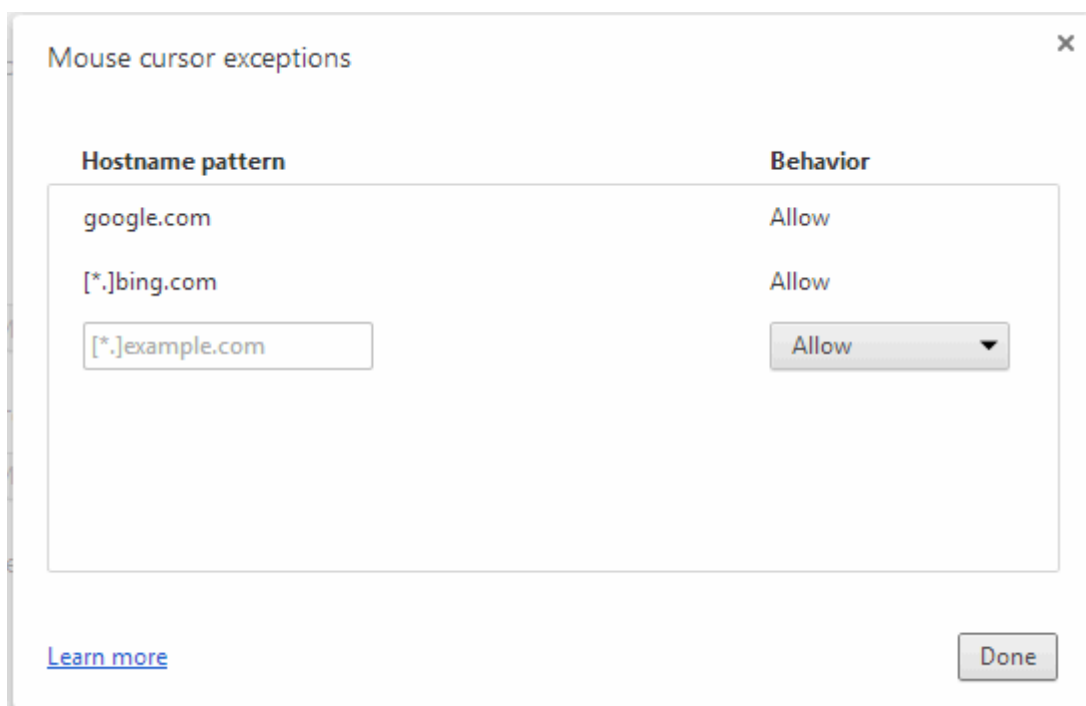 Mouse cursor exceptions
Hostname pattern Behavior
google.com Allow
[*.]bing.com Allow
[*.]example.com Allow
Learn more Done